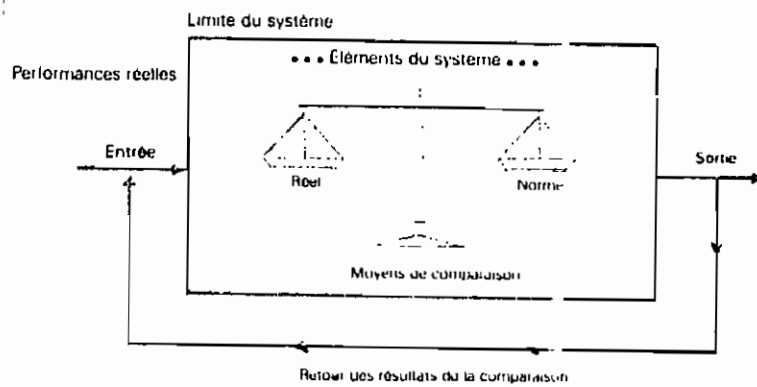 Limite du système
• • • Éléments du système • • •
Performances réelles
Entrée
Sortie
Réel
Norme
Moyens de comparaison
Retour des résultats de la comparaison